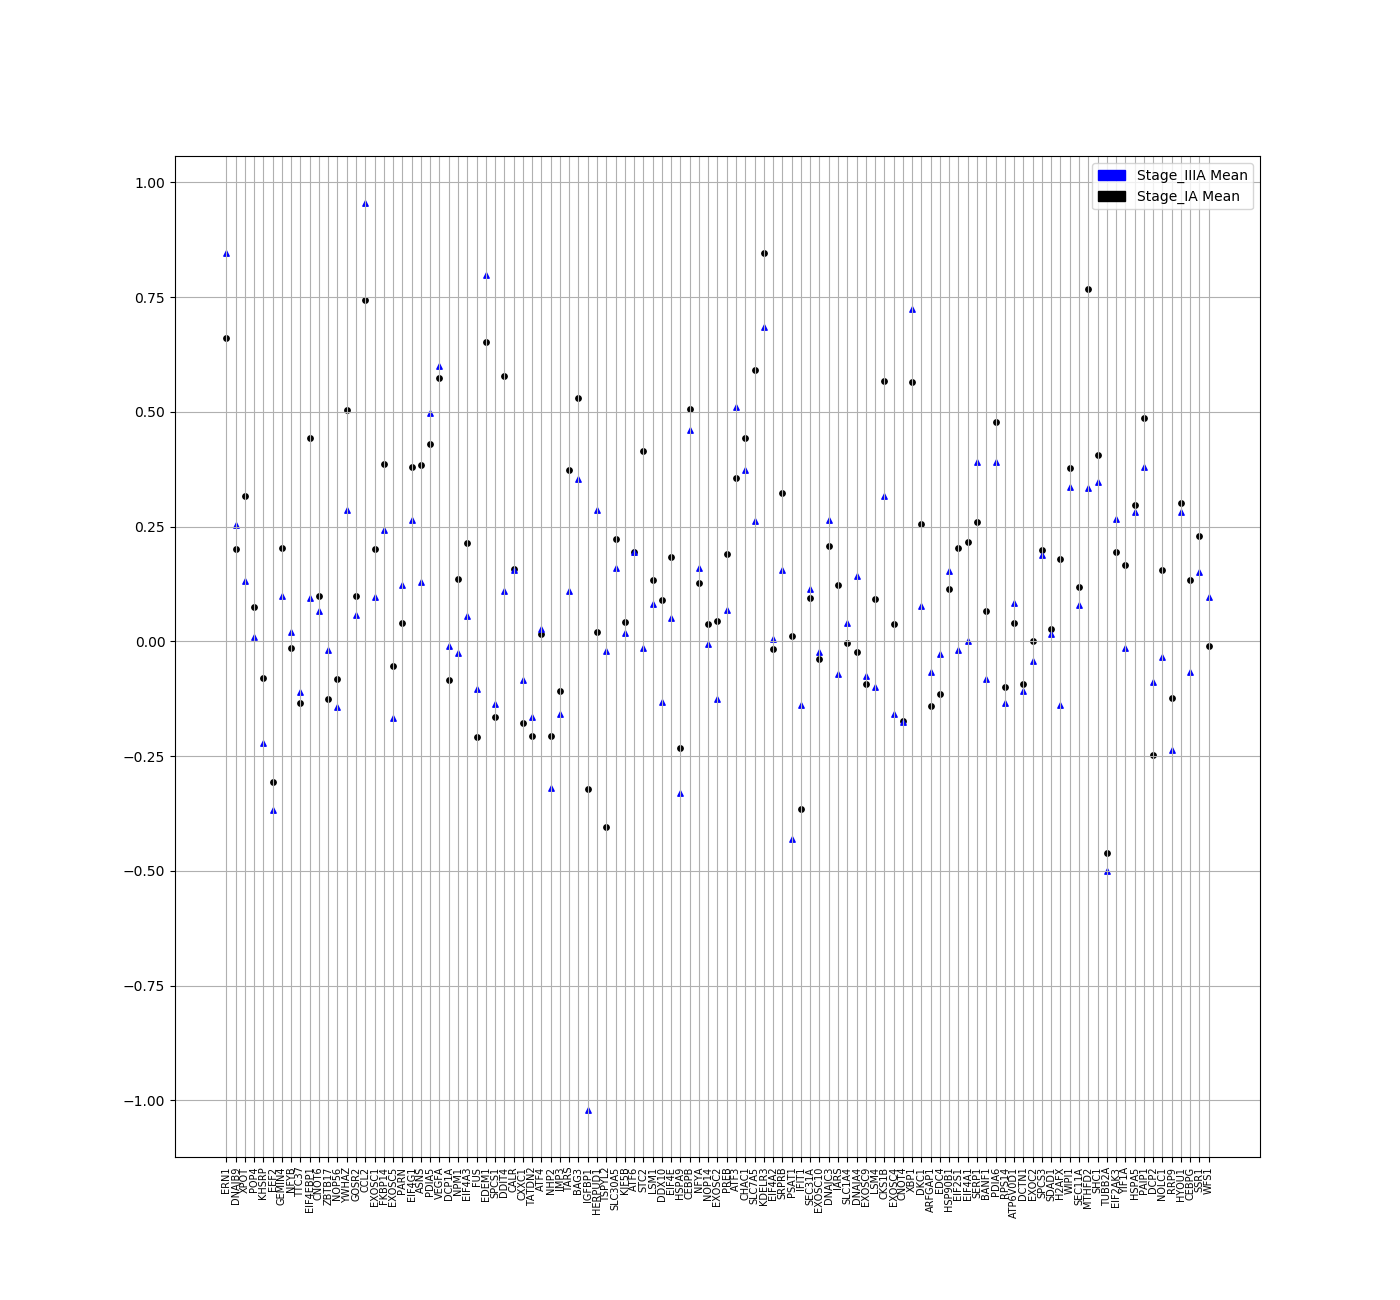 Stage_IIIA Mean
Stage_IA Mean
1.00
0.75
0.50
0.25
0.00
−0.25
−0.50
−0.75
−1.00
ERN1
DNAJB9
XPOT
POP4
KHSRP
EEF2
GEMIN4
NFYB
TTC37
EIF4EBP1
CNOT6
ZBTB17
NOP56
YWHAZ
GOSR2
CCL2
EXOSC1
FKBP14
EXOSC5
PARN
EIF4G1
ASNS
PDIA5
VEGFA
DCP1A
NPM1
EIF4A3
FUS
EDEM1
SPCS1
DDIT4
CALR
CXXC1
TATDN2
ATF4
NHP2
IMP3
TARS
BAG3
IGFBP1
HERPUD1
TSPYL2
SLC30A5
KIF5B
ATF6
STC2
LSM1
DDX10
EIF4E
HSPA9
CEBPB
NFYA
NOP14
EXOSC2
PREB
ATF3
CHAC1
SLC7A5
KDELR3
EIF4A2
SRPRB
PSAT1
IFIT1
SEC31A
EXOSC10
DNAJC3
IARS
SLC1A4
DNAJA4
EXOSC9
LSM4
CKS1B
EXOSC4
CNOT4
XBP1
DKC1
ARFGAP1
EDC4
HSP90B1
EIF2S1
EIF4A1
SERP1
BANF1
PDIA6
RPS14
ATP6V0D1
DCTN1
EXOC2
SPCS3
SDAD1
H2AFX
WIPI1
SEC11A
MTHFD2
SHC1
TUBB2A
EIF2AK3
YIF1A
HSPA5
PAIP1
DCP2
NOLC1
RRP9
HYOU1
CEBPG
SSR1
WFS1